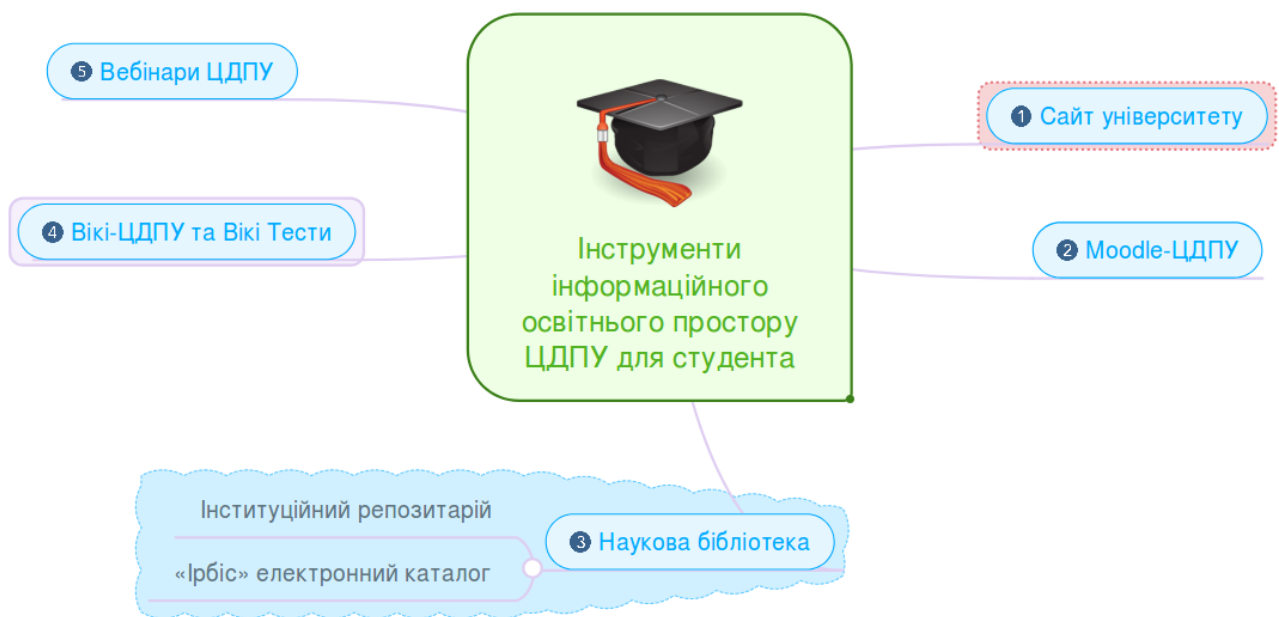 ❺ Вебінари ЦДПУ
❶ Сайт університету
❹ Вікі-ЦДПУ та Вікі Тести
❷ Moodle-ЦДПУ
Інструменти
інформаційного
освітнього простору
ЦДПУ для студента
❸ Наукова бібліотека
Інституційний репозитарій
«Ірбіс» електронний каталог